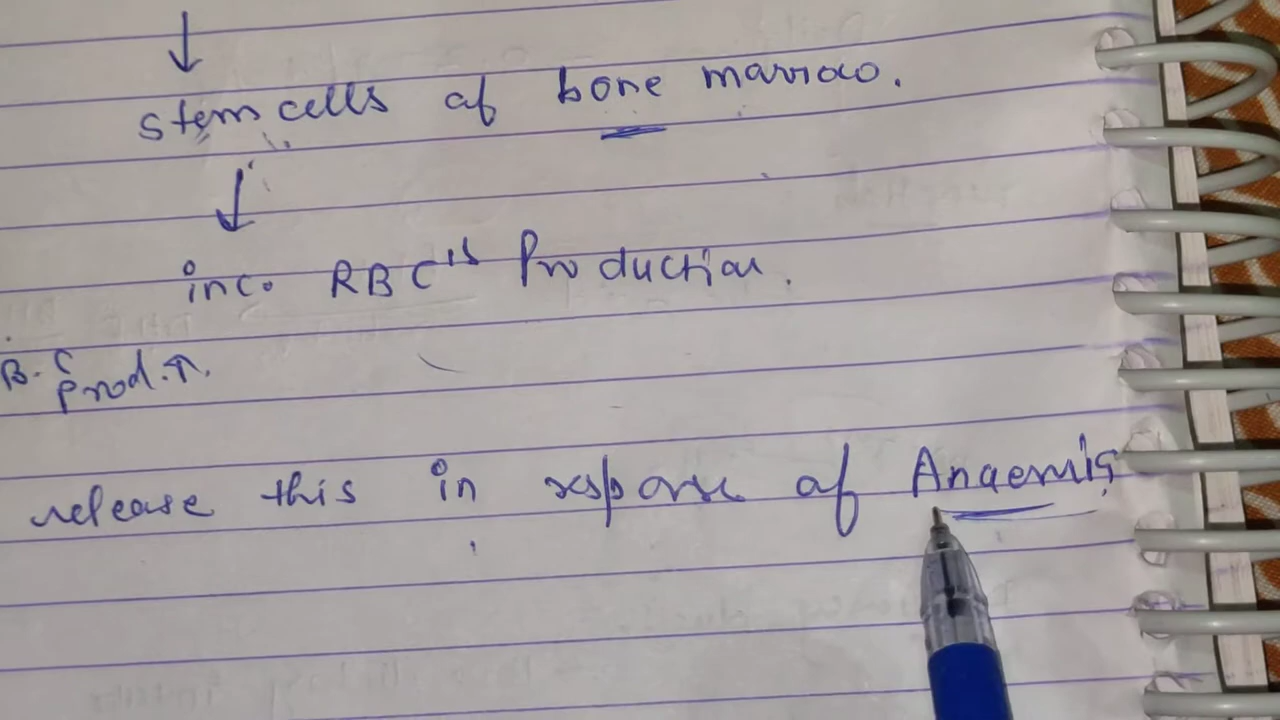 ↓
stem cells of bone marrow.
↓
inc. RBC's Production.
B.C
Prod.↑.
release this in response of Anaemia